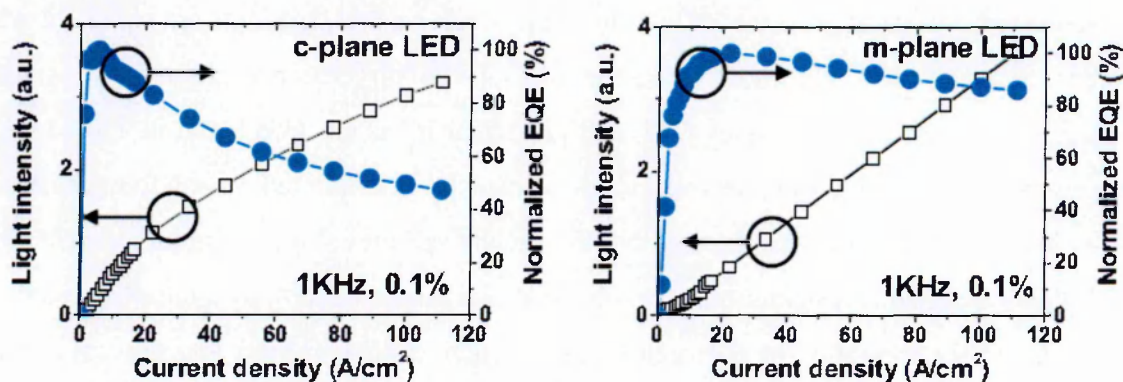 c-plane LED
Light intensity (a.u.)
4
2
0
Normalized EQE (%)
100
80
60
40
20
0
1KHz, 0.1%
0 20 40 60 80 100 120
Current density (A/cm²)
m-plane LED
Light intensity (a.u.)
4
2
0
Normalized EQE (%)
100
80
60
40
20
0
1KHz, 0.1%
0 20 40 60 80 100 120
Current density (A/cm²)